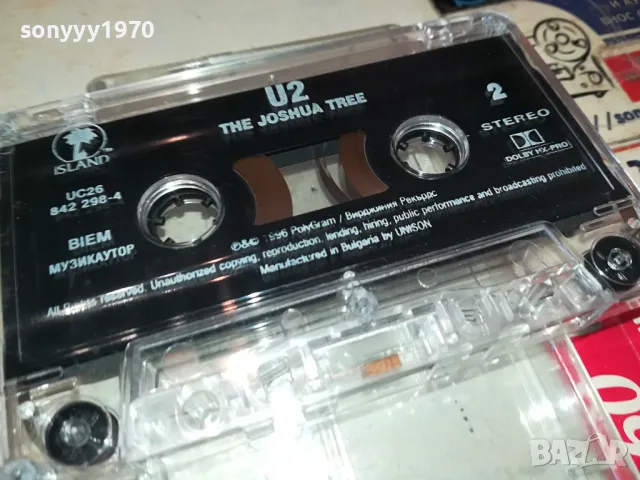 sonyyy1970
U2
THE JOSHUA TREE
2
STEREO
ISLAND
DOLBY HX-PRO
UC26
842 298-4
BIEM
МУЗИКАУТОР
℗&© 1996 PolyGram / Вирджиния Рекърдс
All Rights reserved. Unauthorized copying, reproduction, lending, hiring, public performance and broadcasting prohibited
Manufactured in Bulgaria by UNISON
BAZAR